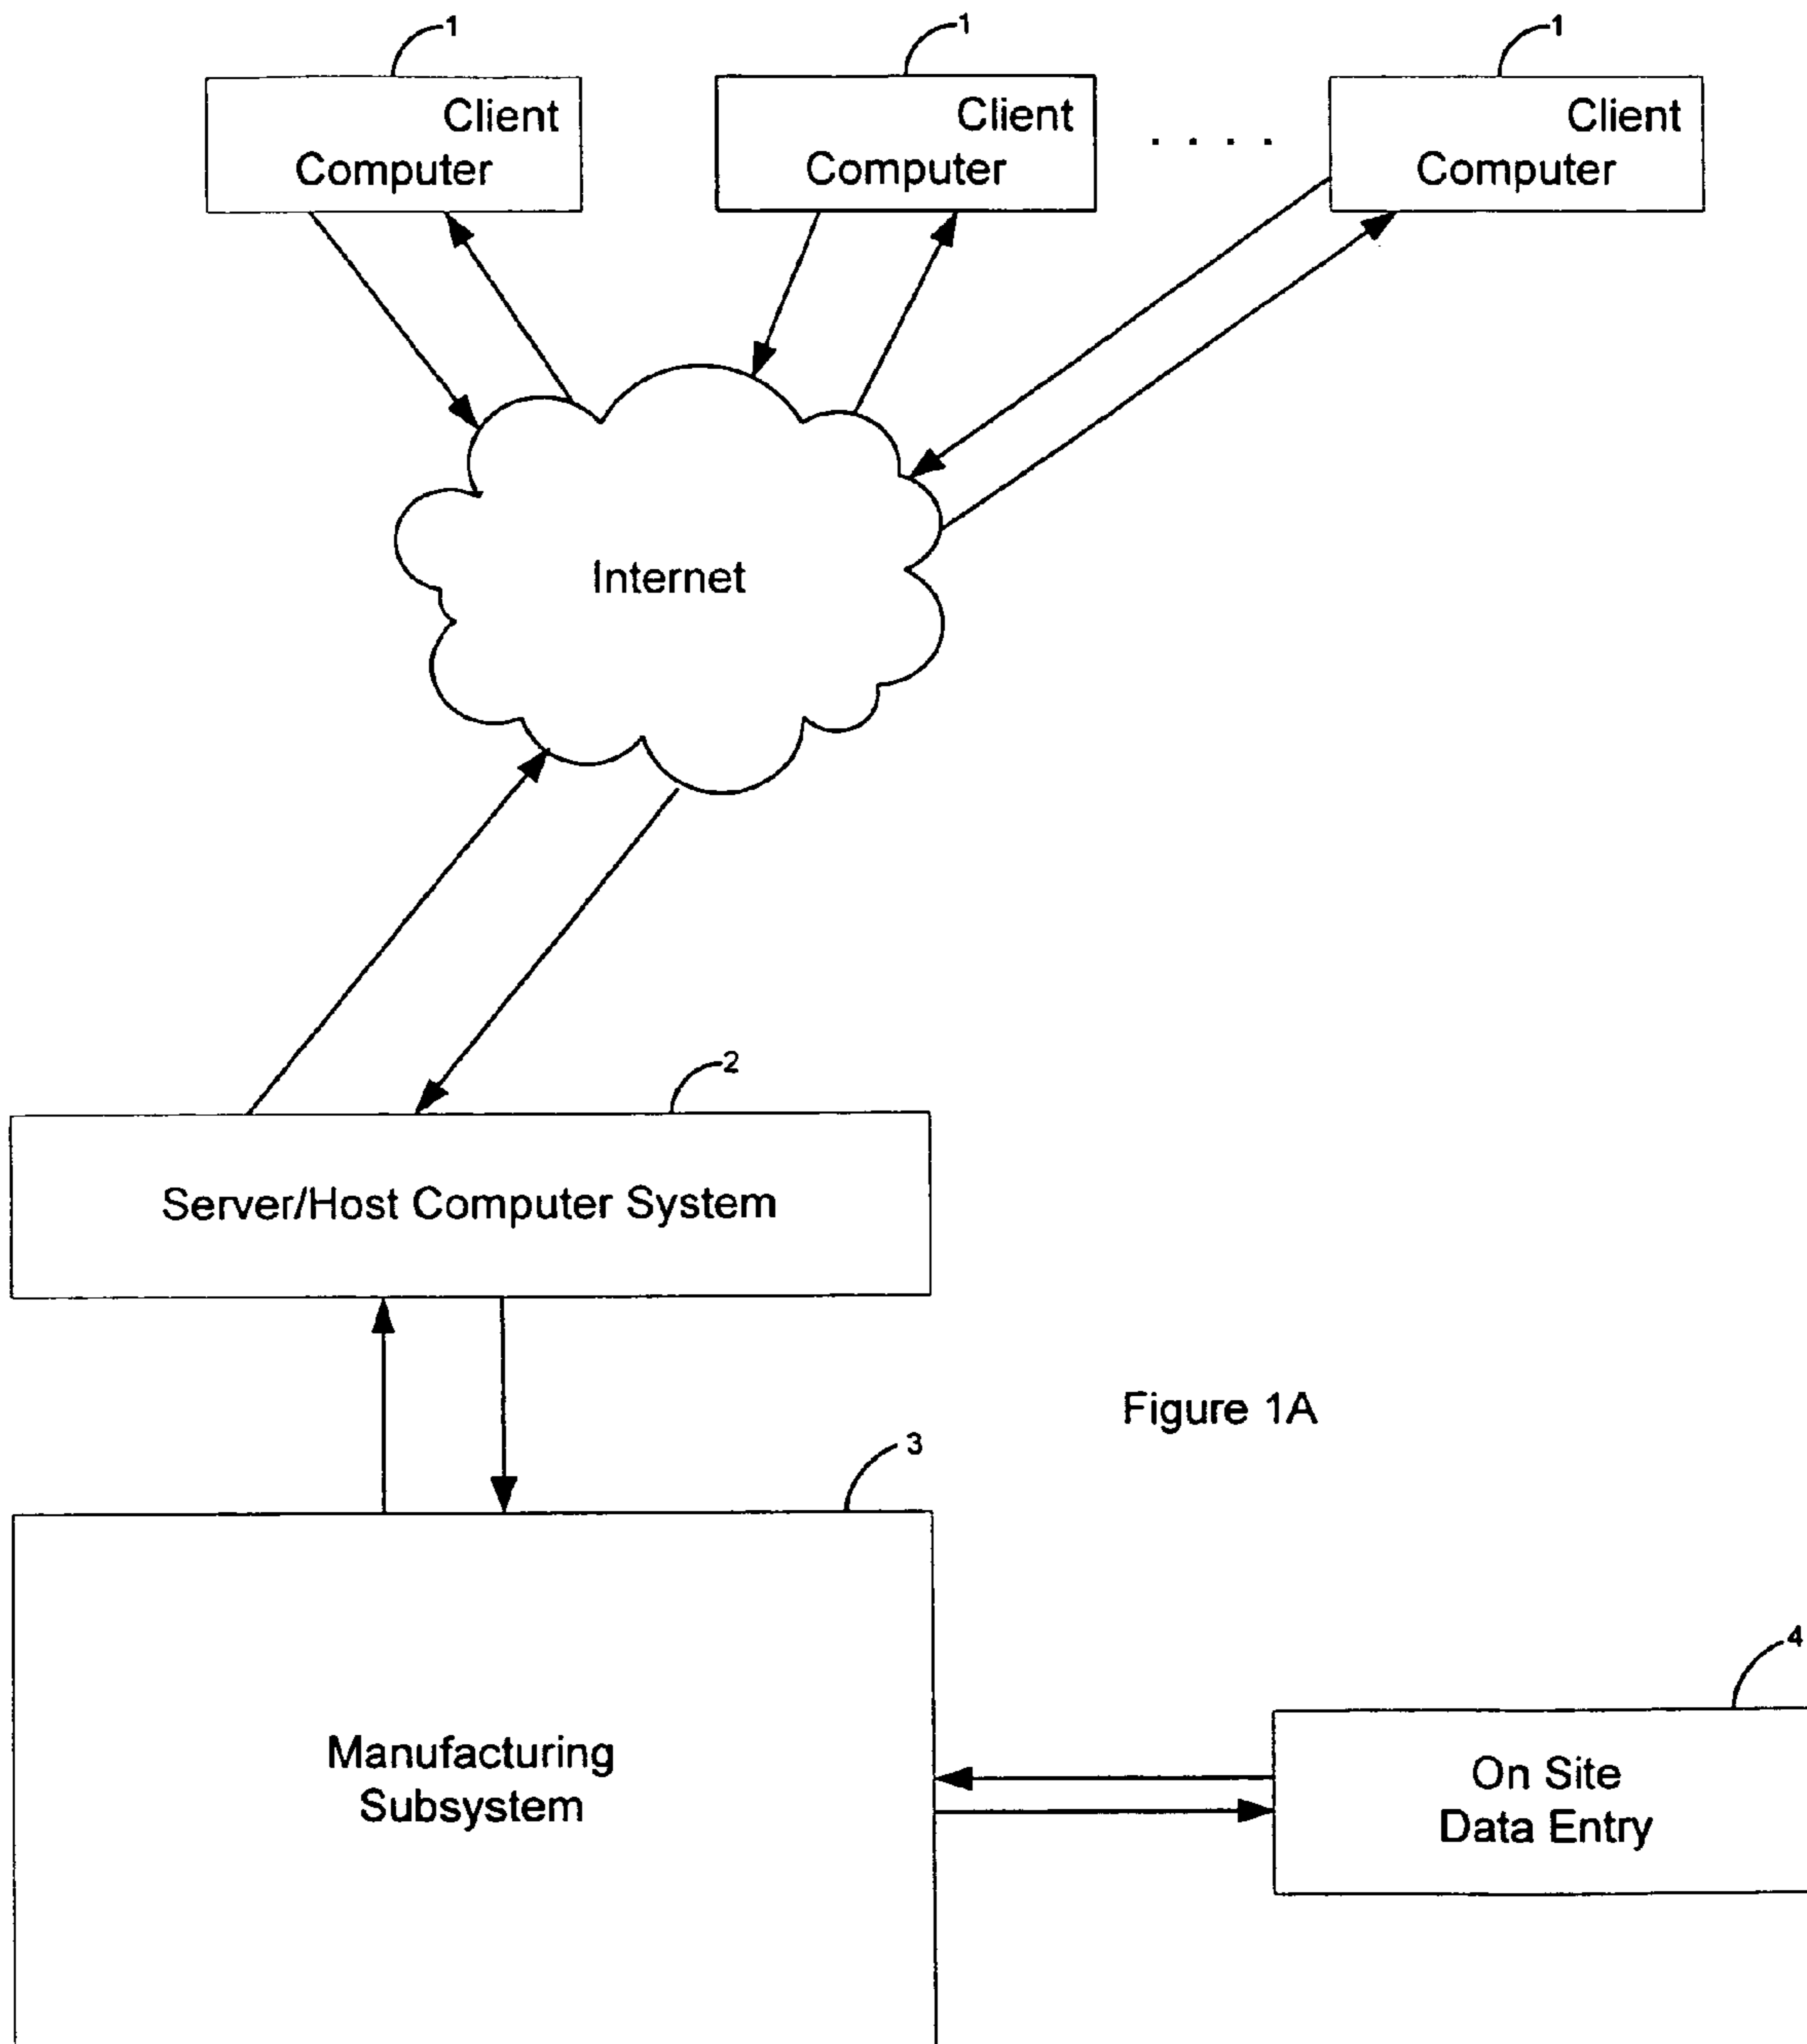 1
1
1
Client
Computer
Client
Computer
. . . .
Client
Computer
Internet
2
Server/Host Computer System
Figure 1A
3
Manufacturing
Subsystem
4
On Site
Data Entry